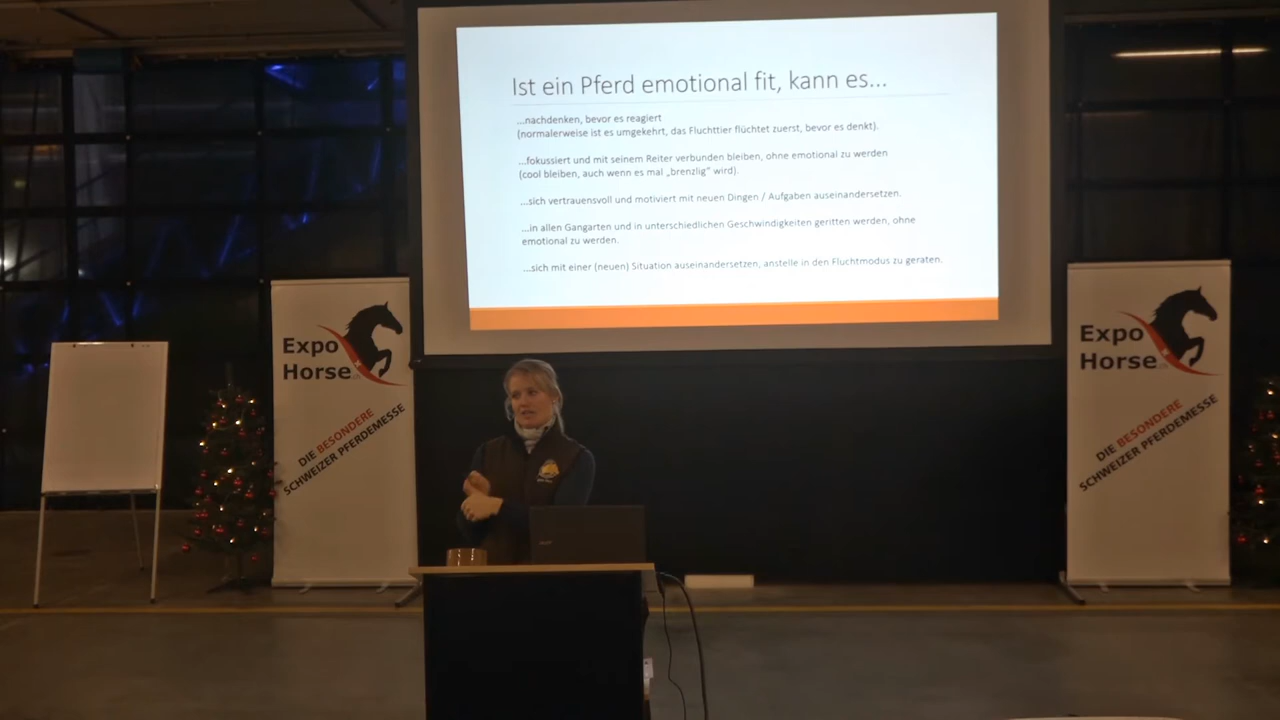 Ist ein Pferd emotional fit, kann es...
...nachdenken, bevor es reagiert
(normalerweise ist es umgekehrt, das Fluchttier flüchtet zuerst, bevor es denkt).
...fokussiert und mit seinem Reiter verbunden bleiben, ohne emotional zu werden
(cool bleiben, auch wenn es mal „brenzlig“ wird).
...sich vertrauensvoll und motiviert mit neuen Dingen / Aufgaben auseinandersetzen.
...in allen Gangarten und in unterschiedlichen Geschwindigkeiten geritten werden, ohne
emotional zu werden.
...sich mit einer (neuen) Situation auseinandersetzen, anstelle in den Fluchtmodus zu geraten.
Expo
Horse
DIE BESONDERE
SCHWEIZER PFERDEMESSE
Expo
Horse
DIE BESONDERE
SCHWEIZER PFERDEMESSE